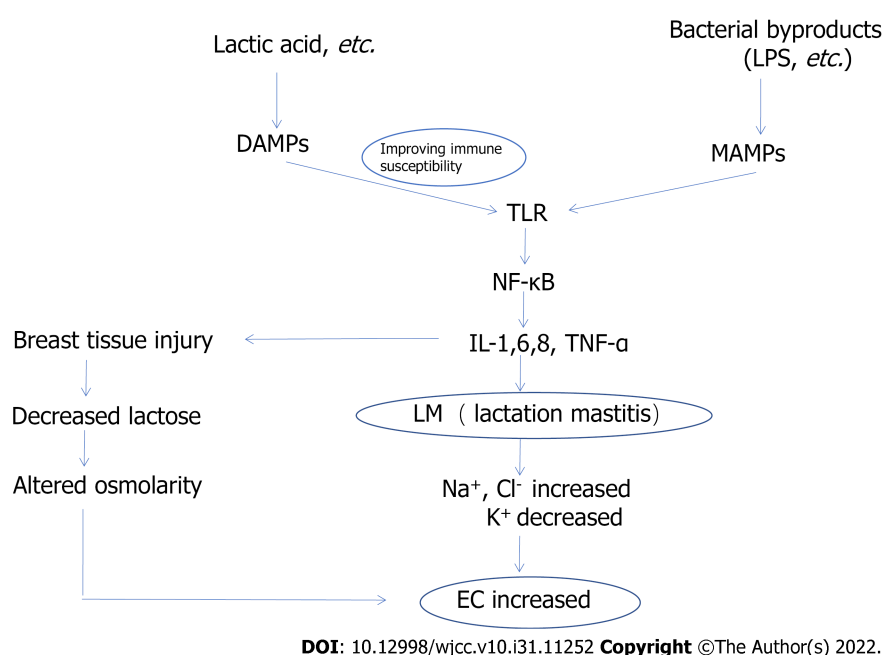 Lactic acid, etc.
Bacterial byproducts
(LPS, etc.)
DAMPs
Improving immune
susceptibility
MAMPs
TLR
NF-κB
Breast tissue injury
IL-1,6,8, TNF-α
Decreased lactose
LM （ lactation mastitis）
Altered osmolarity
Na⁺, Cl⁻ increased
K⁺ decreased
EC increased
DOI: 10.12998/wjcc.v10.i31.11252 Copyright ©The Author(s) 2022.